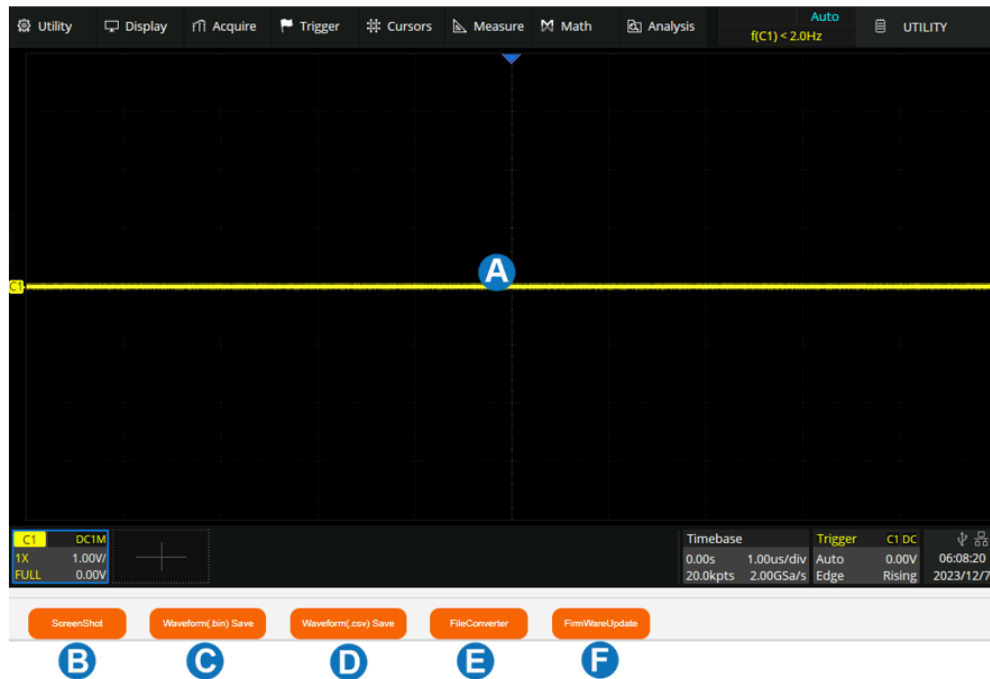 Utility Display Acquire Trigger Cursors Measure Math Analysis
Auto
f(C1) < 2.0Hz
UTILITY
A
C1
C1 DC1M
1X 1.00V/
FULL 0.00V
Timebase
0.00s 1.00us/div
20.0kpts 2.00GSa/s
Trigger C1 DC
Auto 0.00V
Edge Rising
06:08:20
2023/12/7
ScreenShot Waveform(.bin) Save Waveform(.csv) Save FileConverter FirmWareUpdate
B C D E F